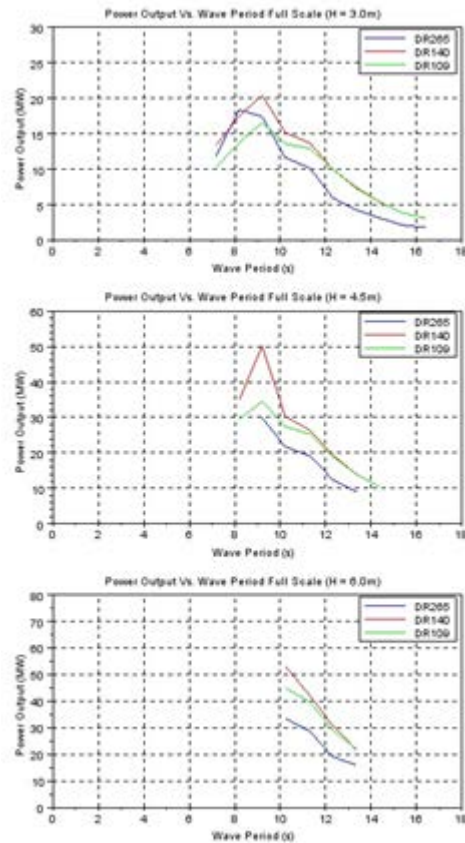 Power Output Vs. Wave Period Full Scale (H = 3.0m)
30
25
20
15
10
5
0
Power Output (MW)
DR265
DR140
DR109
0 2 4 6 8 10 12 14 16 18
Wave Period (s)
Power Output Vs. Wave Period Full Scale (H = 4.5m)
60
50
40
30
20
10
0
Power Output (MW)
DR265
DR140
DR109
0 2 4 6 8 10 12 14 16 18
Wave Period (s)
Power Output Vs. Wave Period Full Scale (H = 6.0m)
80
70
60
50
40
30
20
10
0
Power Output (MW)
DR265
DR140
DR109
0 2 4 6 8 10 12 14 16 18
Wave Period (s)